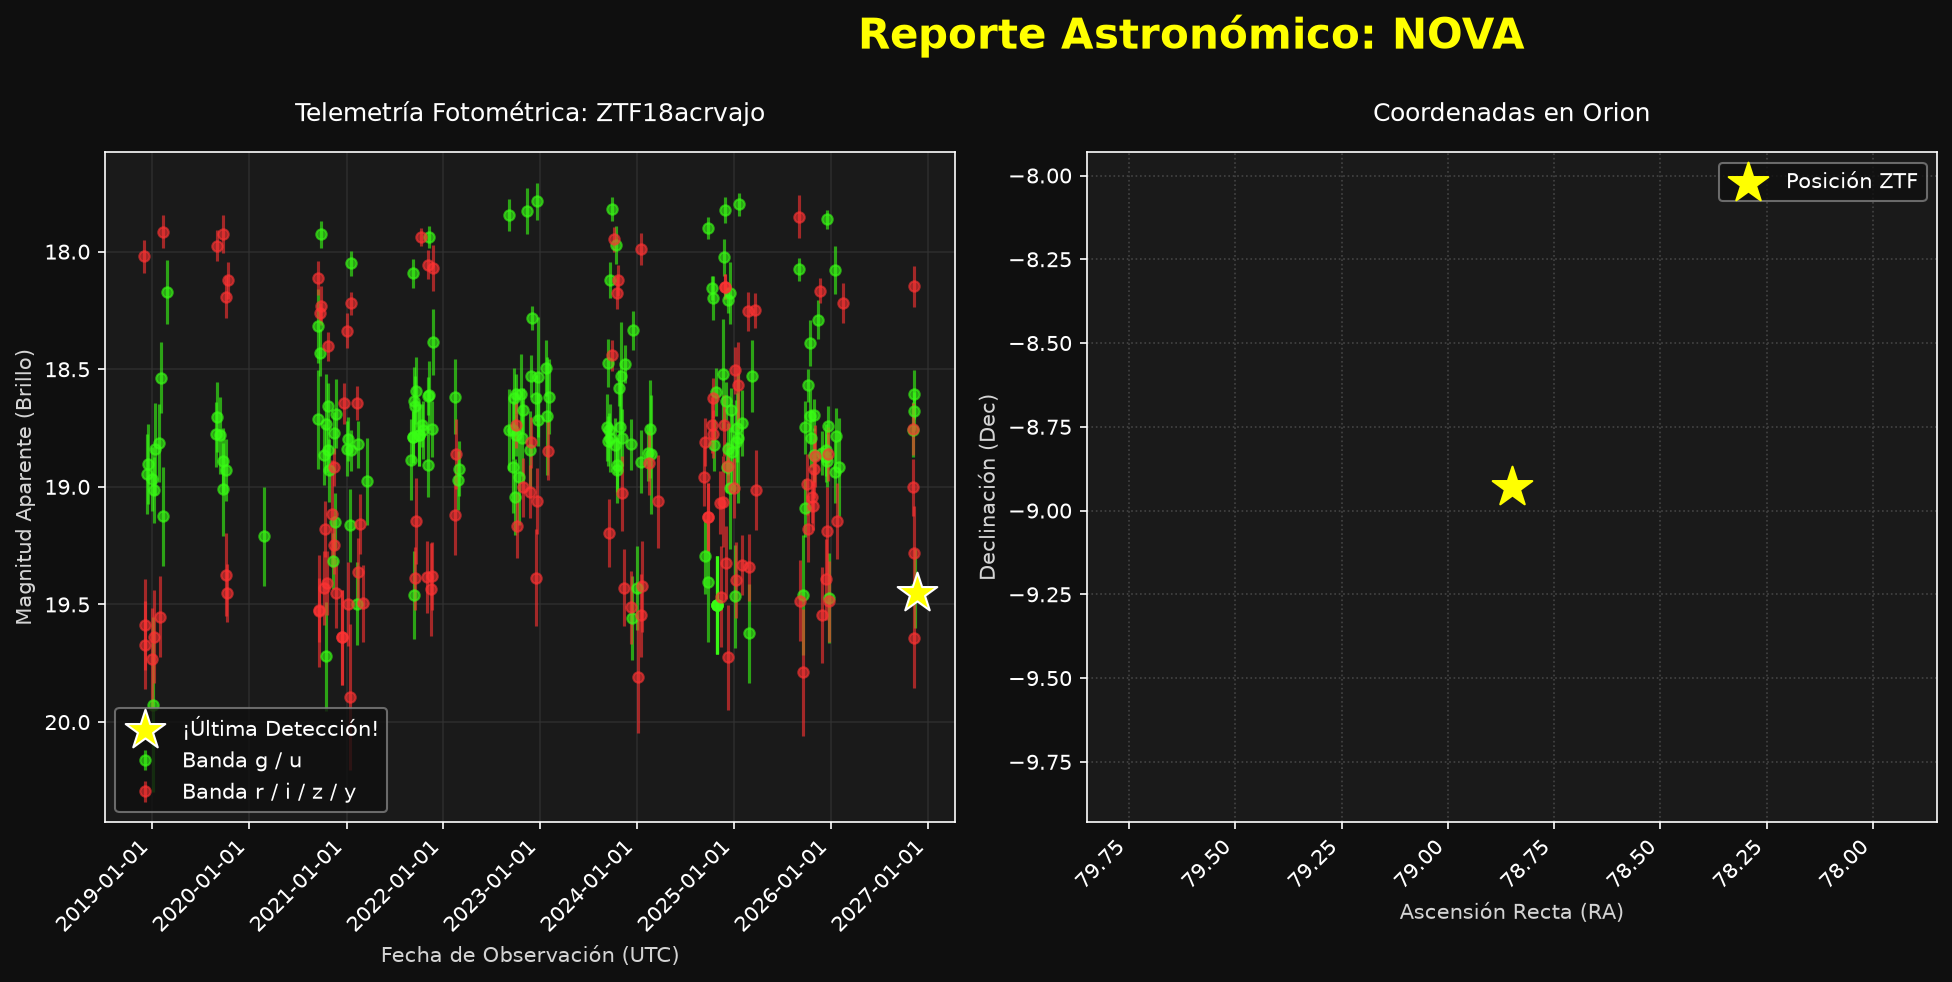 Reporte Astronómico: NOVA
Telemetría Fotométrica: ZTF18acrvajo
Magnitud Aparente (Brillo)
18.0
18.5
19.0
19.5
20.0
¡Última Detección!
Banda g / u
Banda r / i / z / y
2019-01-01
2020-01-01
2021-01-01
2022-01-01
2023-01-01
2024-01-01
2025-01-01
2026-01-01
2027-01-01
Fecha de Observación (UTC)
Coordenadas en Orion
Posición ZTF
Declinación (Dec)
−8.00
−8.25
−8.50
−8.75
−9.00
−9.25
−9.50
−9.75
79.75
79.50
79.25
79.00
78.75
78.50
78.25
78.00
Ascensión Recta (RA)